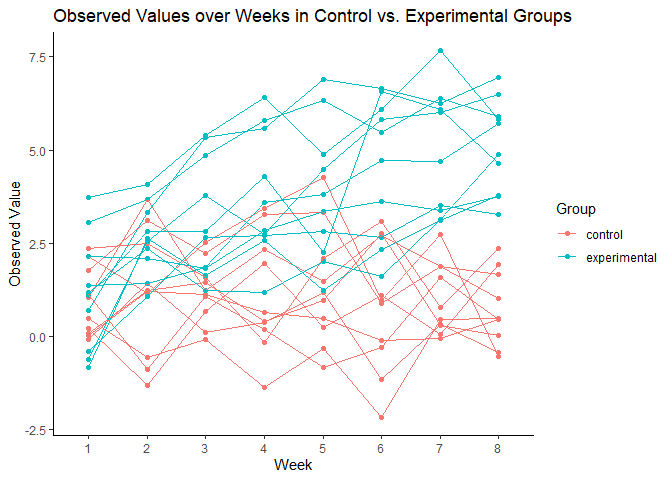 Observed Values over Weeks in Control vs. Experimental Groups
7.5
5.0
2.5
0.0
-2.5
Observed Value
1 2 3 4 5 6 7 8
Week
Group
control
experimental